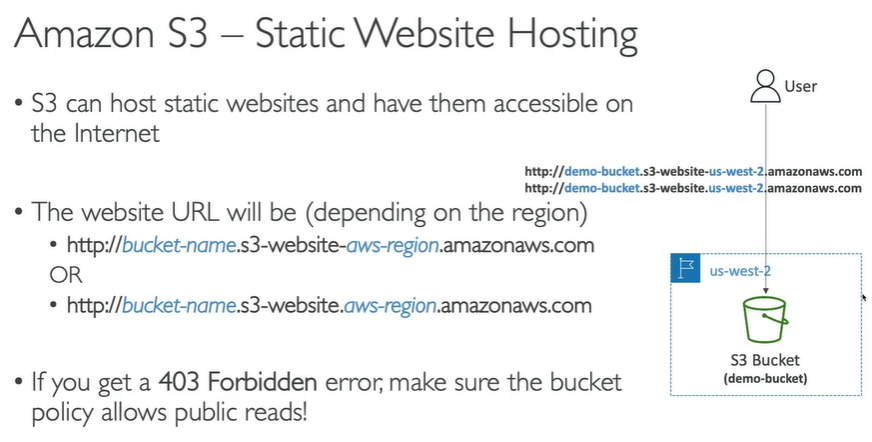 Amazon S3 – Static Website Hosting
• S3 can host static websites and have them accessible on
the Internet
• The website URL will be (depending on the region)
• http://bucket-name.s3-website-aws-region.amazonaws.com
OR
• http://bucket-name.s3-website.aws-region.amazonaws.com
• If you get a 403 Forbidden error, make sure the bucket
policy allows public reads!
User
http://demo-bucket.s3-website-us-west-2.amazonaws.com
http://demo-bucket.s3-website.us-west-2.amazonaws.com
us-west-2
S3 Bucket
(demo-bucket)